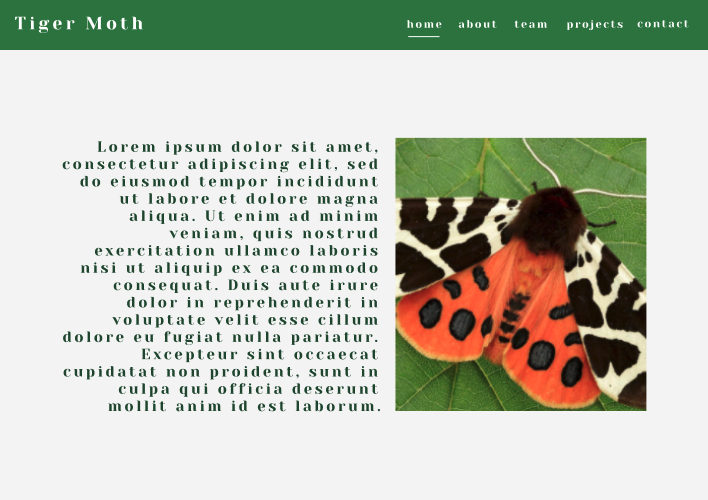 Tiger Moth
home about team projects contact
Lorem ipsum dolor sit amet,
consectetur adipiscing elit, sed
do eiusmod tempor incididunt
ut labore et dolore magna
aliqua. Ut enim ad minim
veniam, quis nostrud
exercitation ullamco laboris
nisi ut aliquip ex ea commodo
consequat. Duis aute irure
dolor in reprehenderit in
voluptate velit esse cillum
dolore eu fugiat nulla pariatur.
Excepteur sint occaecat
cupidatat non proident, sunt in
culpa qui officia deserunt
mollit anim id est laborum.